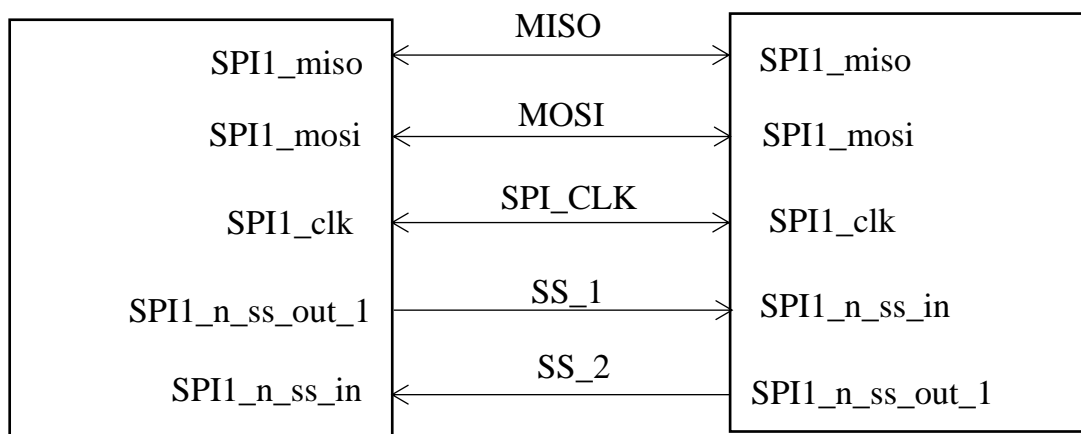 MISO
SPI1_miso
SPI1_miso
MOSI
SPI1_mosi
SPI1_mosi
SPI_CLK
SPI1_clk
SPI1_clk
SS_1
SPI1_n_ss_out_1
SPI1_n_ss_in
SS_2
SPI1_n_ss_in
SPI1_n_ss_out_1